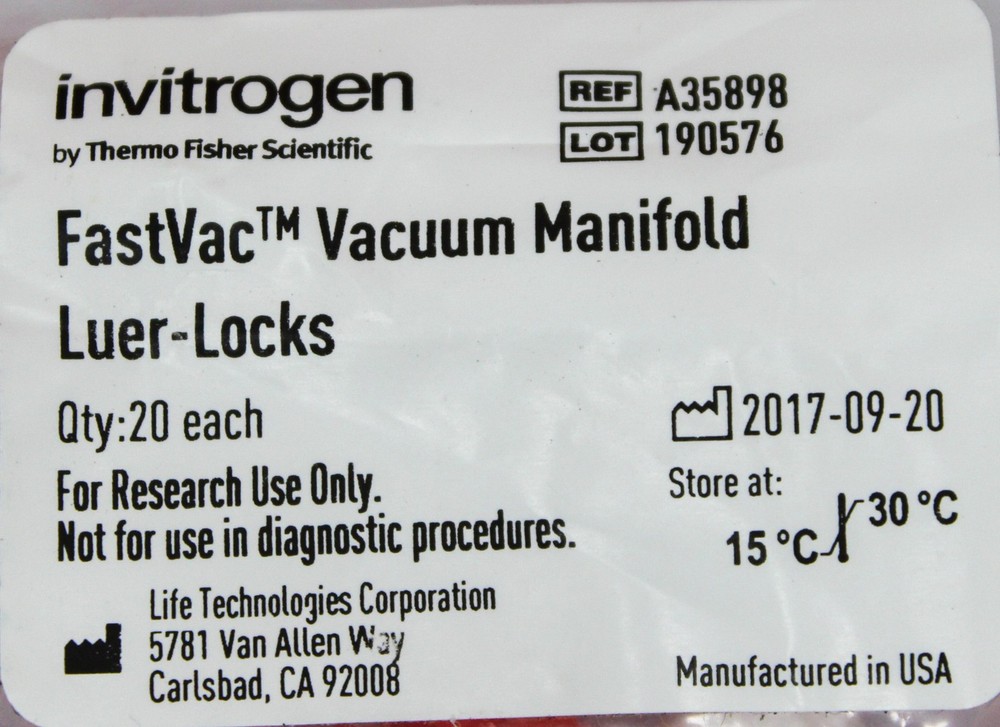 invitrogen
by Thermo Fisher Scientific
REF A35898
LOT 190576
FastVac™ Vacuum Manifold
Luer-Locks
Qty:20 each
2017-09-20
For Research Use Only.
Not for use in diagnostic procedures.
Store at:
15 °C 30 °C
Life Technologies Corporation
5781 Van Allen Way
Carlsbad, CA 92008
Manufactured in USA